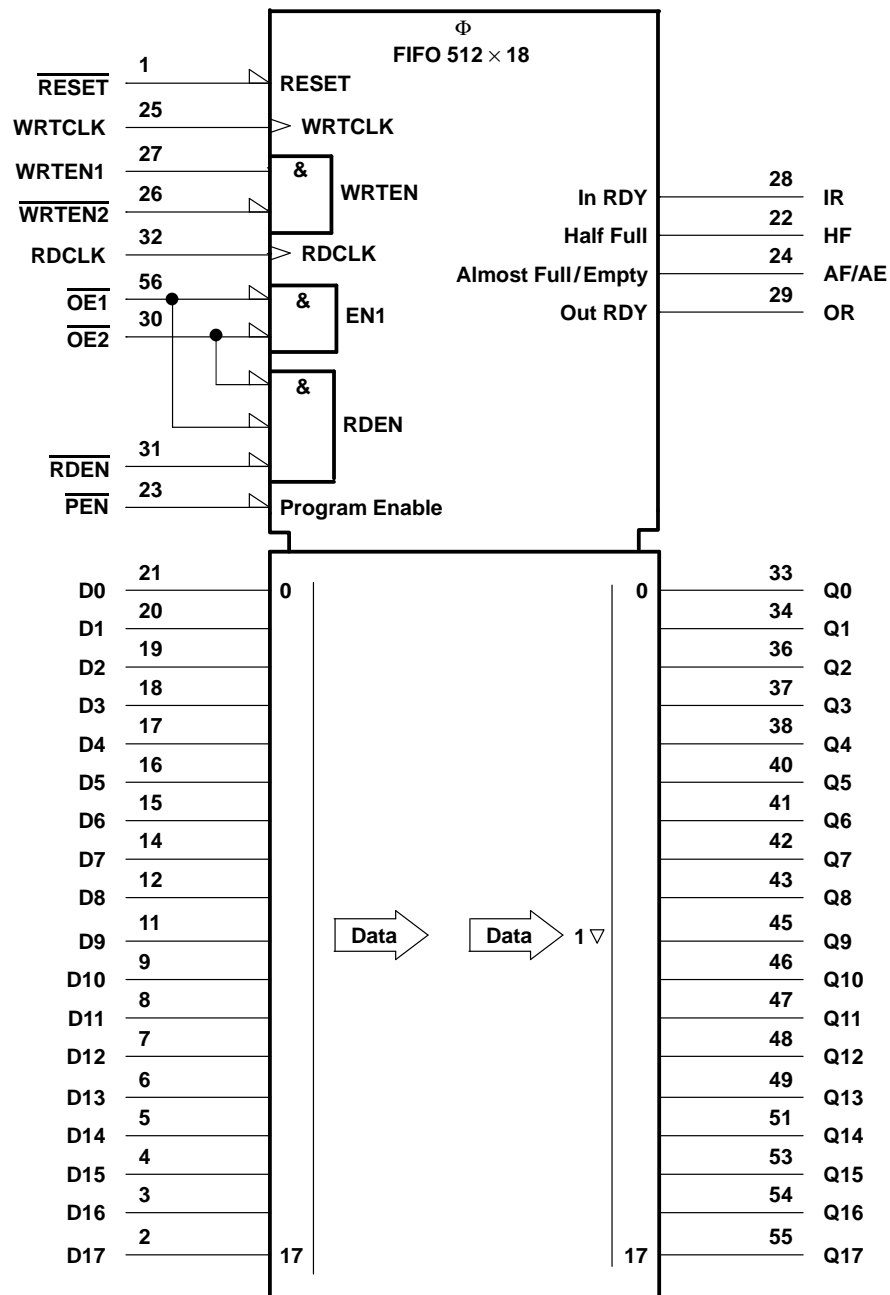 Φ
FIFO 512 × 18
RESET 1 RESET
WRTCLK 25 WRTCLK
WRTEN1 27 & WRTEN
WRTEN2 26
RDCLK 32 RDCLK
OE1 56 & EN1
OE2 30
& RDEN
RDEN 31
PEN 23 Program Enable
In RDY 28 IR
Half Full 22 HF
Almost Full/Empty 24 AF/AE
Out RDY 29 OR
D0 21 0 0 33 Q0
D1 20 34 Q1
D2 19 36 Q2
D3 18 37 Q3
D4 17 38 Q4
D5 16 40 Q5
D6 15 41 Q6
D7 14 42 Q7
D8 12 43 Q8
D9 11 Data Data 1 ▽ 45 Q9
D10 9 46 Q10
D11 8 47 Q11
D12 7 48 Q12
D13 6 49 Q13
D14 5 51 Q14
D15 4 53 Q15
D16 3 54 Q16
D17 2 17 17 55 Q17